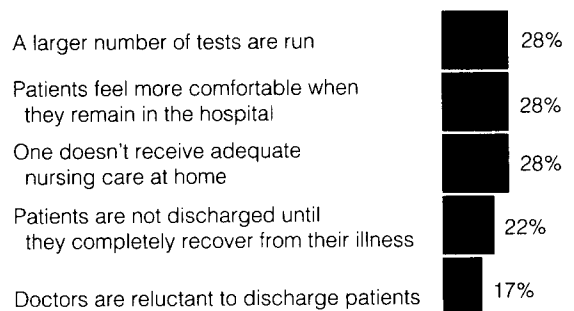 A larger number of tests are run 28%
Patients feel more comfortable when
they remain in the hospital 28%
One doesn't receive adequate
nursing care at home 28%
Patients are not discharged until
they completely recover from their illness 22%
Doctors are reluctant to discharge patients 17%